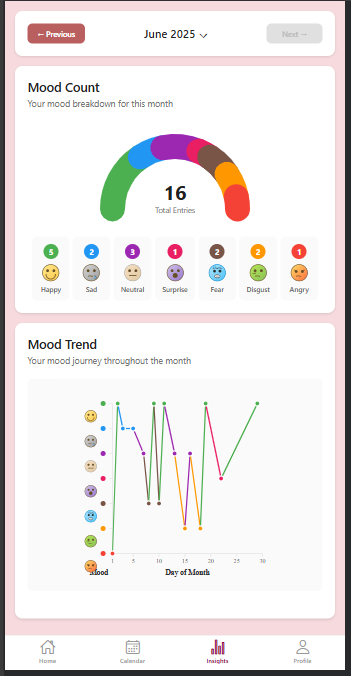 ← Previous
June 2025
Next →
Mood Count
Your mood breakdown for this month
16
Total Entries
5 2 3 1 2 2 1
Happy Sad Neutral Surprise Fear Disgust Angry
Mood Trend
Your mood journey throughout the month
1 5 10 15 20 25 30
Mood Day of Month
Home Calendar Insights Profile